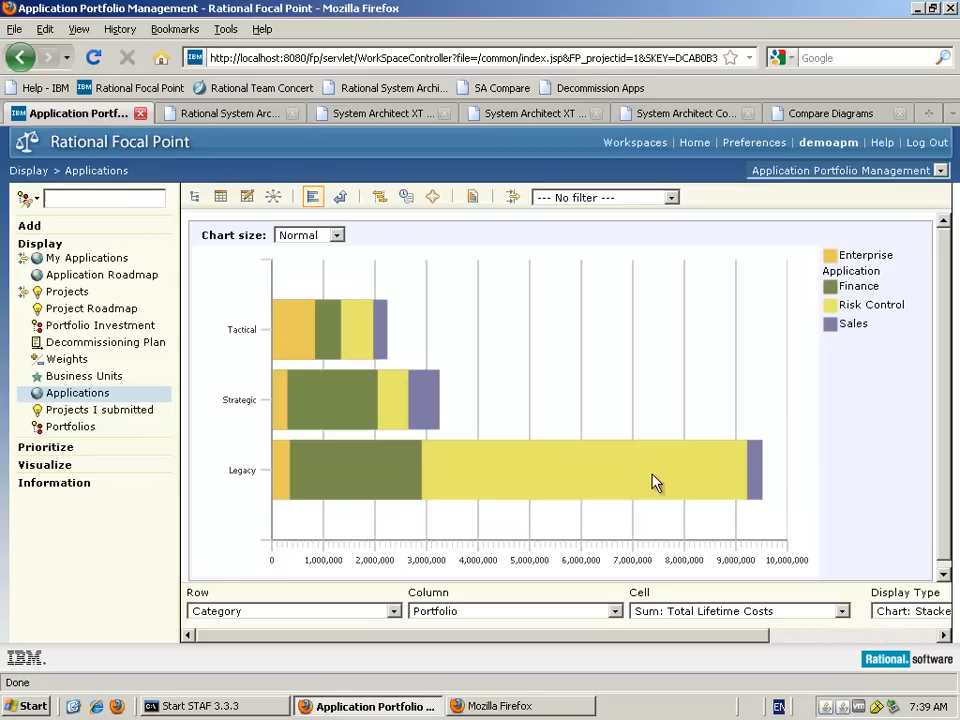 Application Portfolio Management - Rational Focal Point - Mozilla Firefox
File Edit View History Bookmarks Tools Help
IBM http://localhost:8080/fp/servlet/WorkSpaceController?file=/common/index.jsp&FP_projectid=1&SKEY=DCAB0B3 Google
Help - IBM IBM Rational Focal Point Rational Team Concert Rational System Archi... SA Compare Decommission Apps
IBM Application Portf... Rational System Arc... System Architect XT ... System Architect XT ... System Architect Co... Compare Diagrams
Rational Focal Point Workspaces | Home | Preferences | demoapm | Help | Log Out
Display > Applications Application Portfolio Management
--- No filter ---
Add
Display
My Applications
Application Roadmap
Projects
Project Roadmap
Portfolio Investment
Decommissioning Plan
Weights
Business Units
Applications
Projects I submitted
Portfolios
Prioritize
Visualize
Information
Chart size: Normal
Enterprise
Application
Finance
Risk Control
Sales
Tactical
Strategic
Legacy
0 1,000,000 2,000,000 3,000,000 4,000,000 5,000,000 6,000,000 7,000,000 8,000,000 9,000,000 10,000,000
Row Column Cell Display Type
Category Portfolio Sum: Total Lifetime Costs Chart: Stacke
IBM. Rational. software
Done
Start Start STAF 3.3.3 Application Portfolio ... Mozilla Firefox EN 7:39 AM